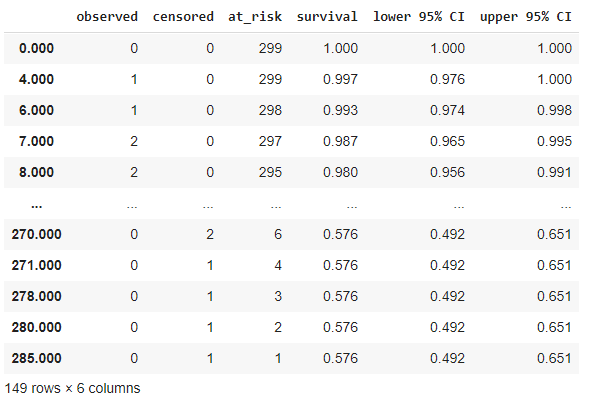 observed censored at_risk survival lower 95% CI upper 95% CI
0.000 0 0 299 1.000 1.000 1.000
4.000 1 0 299 0.997 0.976 1.000
6.000 1 0 298 0.993 0.974 0.998
7.000 2 0 297 0.987 0.965 0.995
8.000 2 0 295 0.980 0.956 0.991
... ... ... ... ... ... ...
270.000 0 2 6 0.576 0.492 0.651
271.000 0 1 4 0.576 0.492 0.651
278.000 0 1 3 0.576 0.492 0.651
280.000 0 1 2 0.576 0.492 0.651
285.000 0 1 1 0.576 0.492 0.651
149 rows × 6 columns